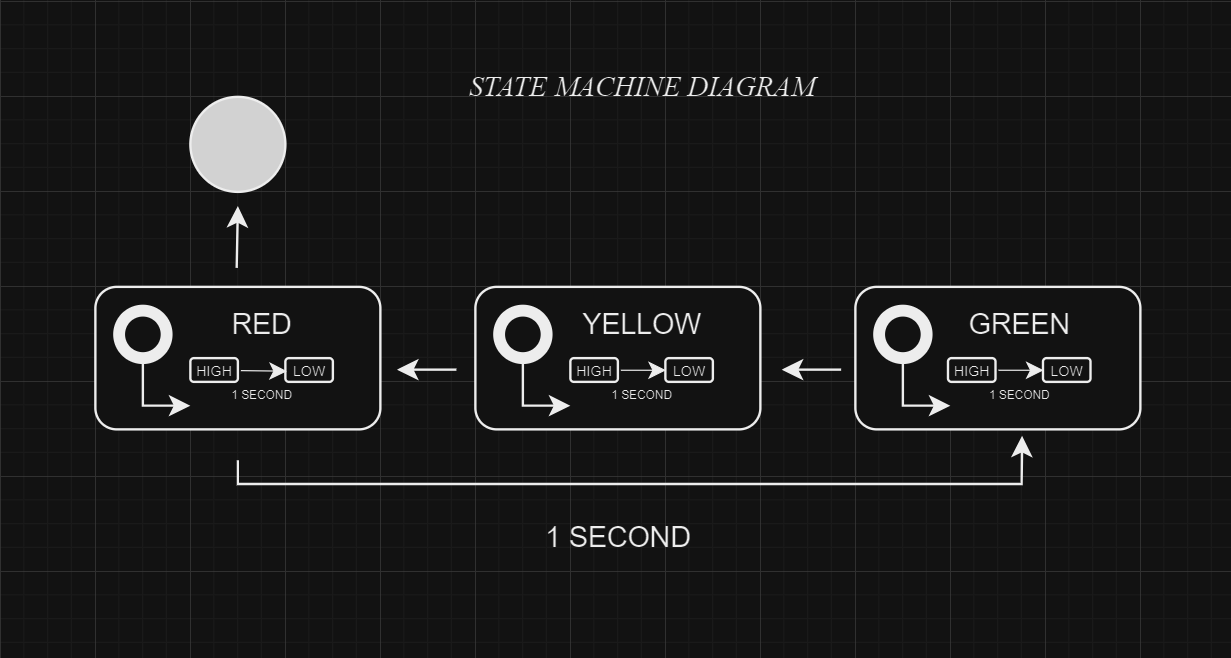 STATE MACHINE DIAGRAM
RED
HIGH
LOW
1 SECOND
YELLOW
HIGH
LOW
1 SECOND
GREEN
HIGH
LOW
1 SECOND
1 SECOND